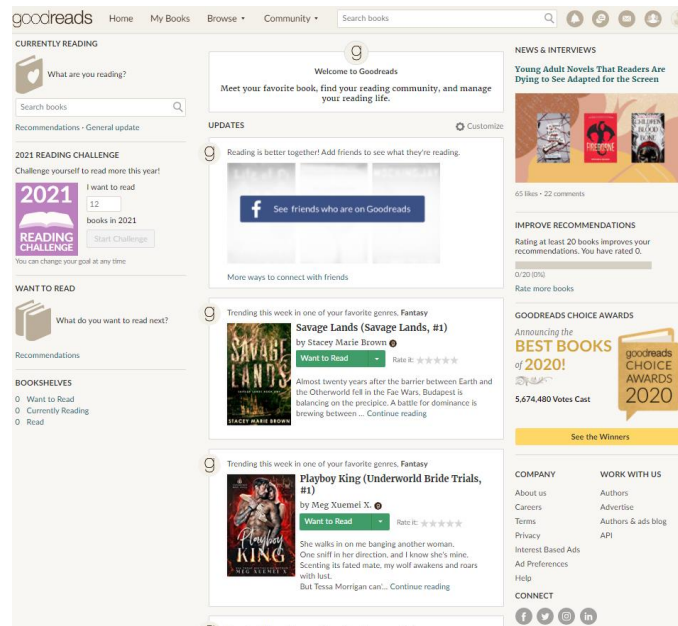 goodreads
Home
My Books
Browse
Community
Search books
CURRENTLY READING
What are you reading?
Search books
Recommendations · General update
2021 READING CHALLENGE
Challenge yourself to read more this year!
2021
READING
CHALLENGE
I want to read
12
books in 2021
Start Challenge
You can change your goal at any time
WANT TO READ
What do you want to read next?
Recommendations
BOOKSHELVES
0 Want to Read
0 Currently Reading
0 Read
g
Welcome to Goodreads
Meet your favorite book, find your reading community, and manage
your reading life.
UPDATES
Customize
g
Reading is better together! Add friends to see what they're reading.
f See friends who are on Goodreads
More ways to connect with friends
g
Trending this week in one of your favorite genres, Fantasy
SAVAGE
LANDS
STACEY MARIE BROWN
Savage Lands (Savage Lands, #1)
by Stacey Marie Brown
Want to Read
Rate it:
Almost twenty years after the barrier between Earth and
the Otherworld fell in the Fae Wars, Budapest is
balancing on the precipice. A battle for dominance is
brewing between ... Continue reading
g
Trending this week in one of your favorite genres, Fantasy
Playboy
KING
MEG XUEMEI X
Playboy King (Underworld Bride Trials,
#1)
by Meg Xuemei X.
Want to Read
Rate it:
She walks in on me banging another woman.
One sniff in her direction, and I know she's mine.
Scenting its fated mate, my wolf awakens and roars
with lust.
But Tessa Morrigan can'... Continue reading
NEWS & INTERVIEWS
Young Adult Novels That Readers Are
Dying to See Adapted for the Screen
FIREBORNE
CHILDREN
BLOOD
BONE
65 likes · 22 comments
IMPROVE RECOMMENDATIONS
Rating at least 20 books improves your
recommendations. You have rated 0.
0/20 (0%)
Rate more books
GOODREADS CHOICE AWARDS
Announcing the
BEST BOOKS
of 2020!
5,674,480 Votes Cast
goodreads
CHOICE
AWARDS
2020
See the Winners
COMPANY
About us
Careers
Terms
Privacy
Interest Based Ads
Ad Preferences
Help
WORK WITH US
Authors
Advertise
Authors & ads blog
API
CONNECT